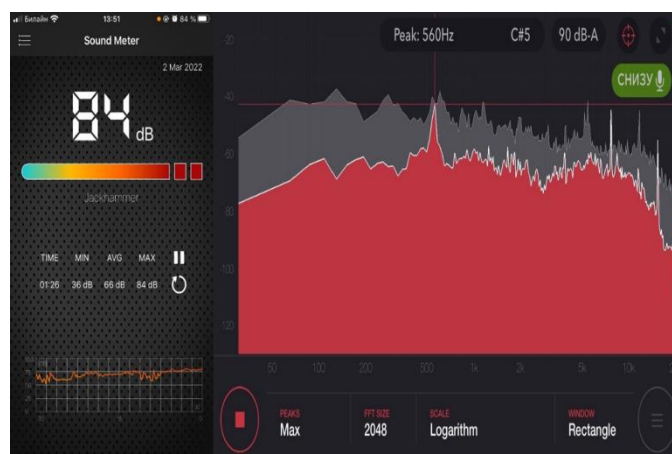 Билайн 13:51 84 %
Sound Meter
2 Mar 2022
84 dB
Jackhammer
TIME MIN AVG MAX
01:26 36 dB 66 dB 84 dB
Peak: 560Hz C#5 90 dB-A
СНИЗУ
-20
-40
-60
-80
-100
-120
50 100 200 500 1k 2k 5k 10k
PEAKS FFT SIZE SCALE WINDOW
Max 2048 Logarithm Rectangle